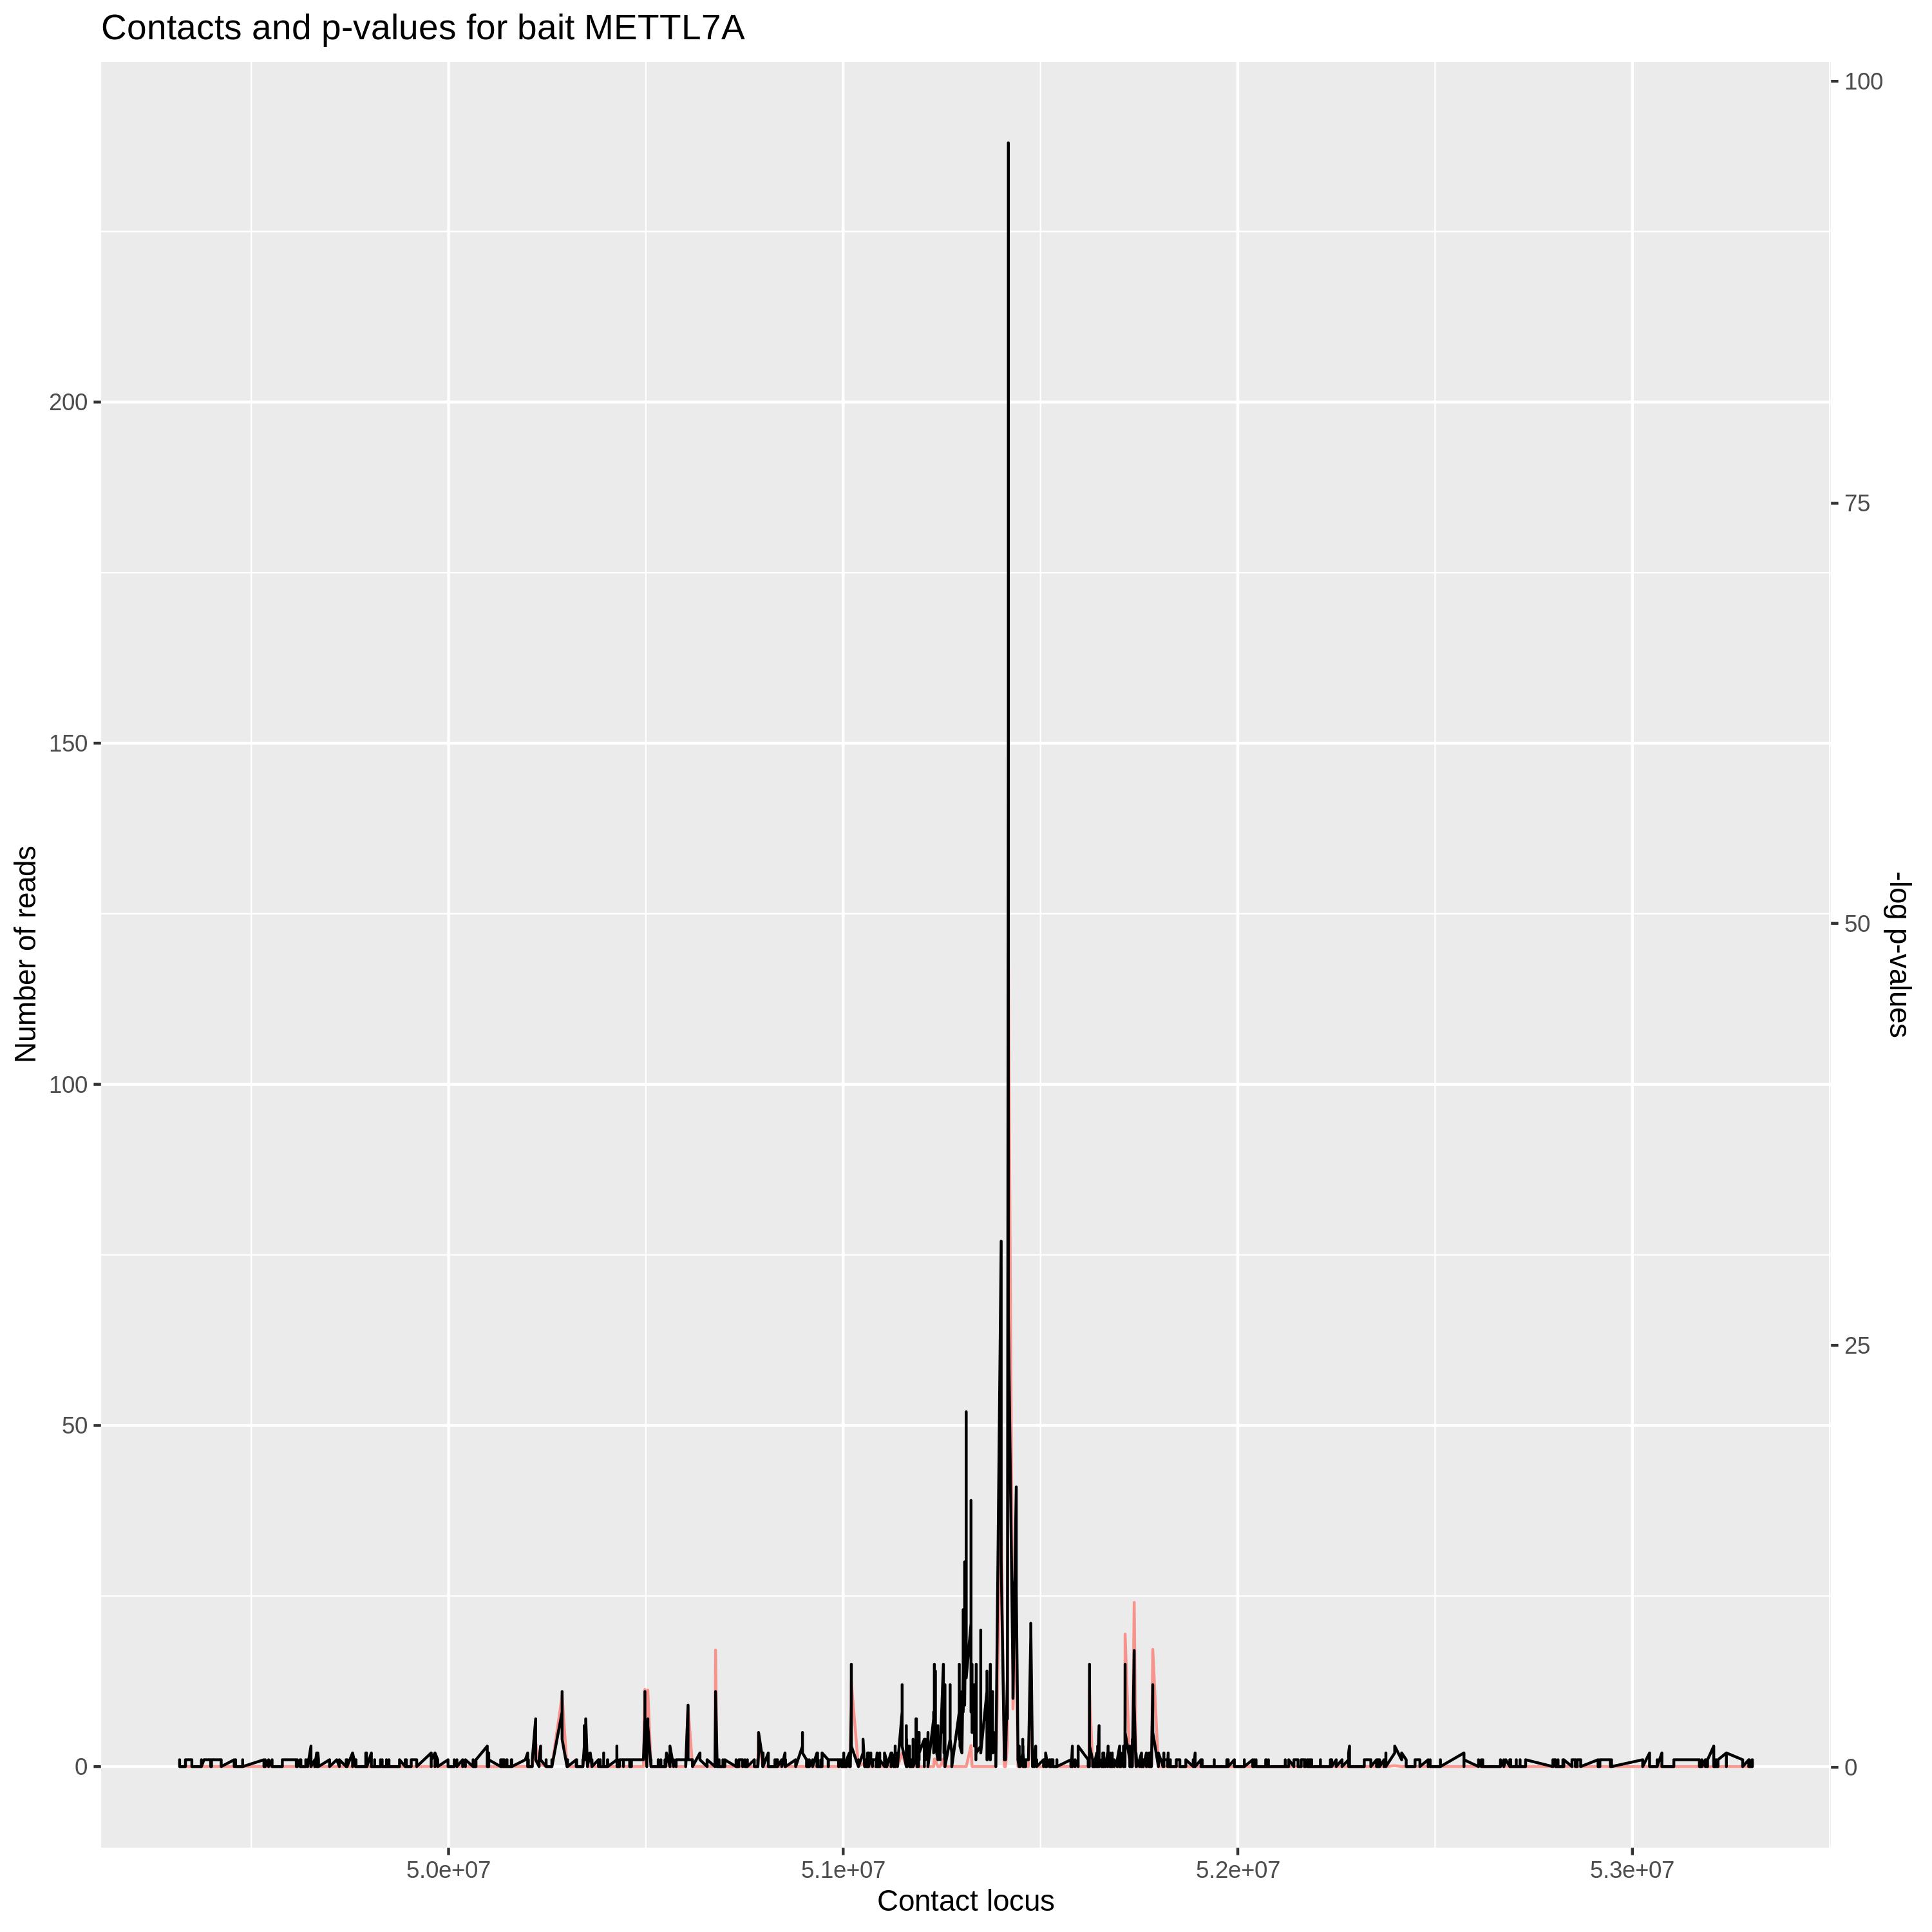 Contacts and p-values for bait METTL7A
Number of reads
200
150
100
50
0
100
75
50
25
0
-log p-values
5.0e+07 5.1e+07 5.2e+07 5.3e+07
Contact locus